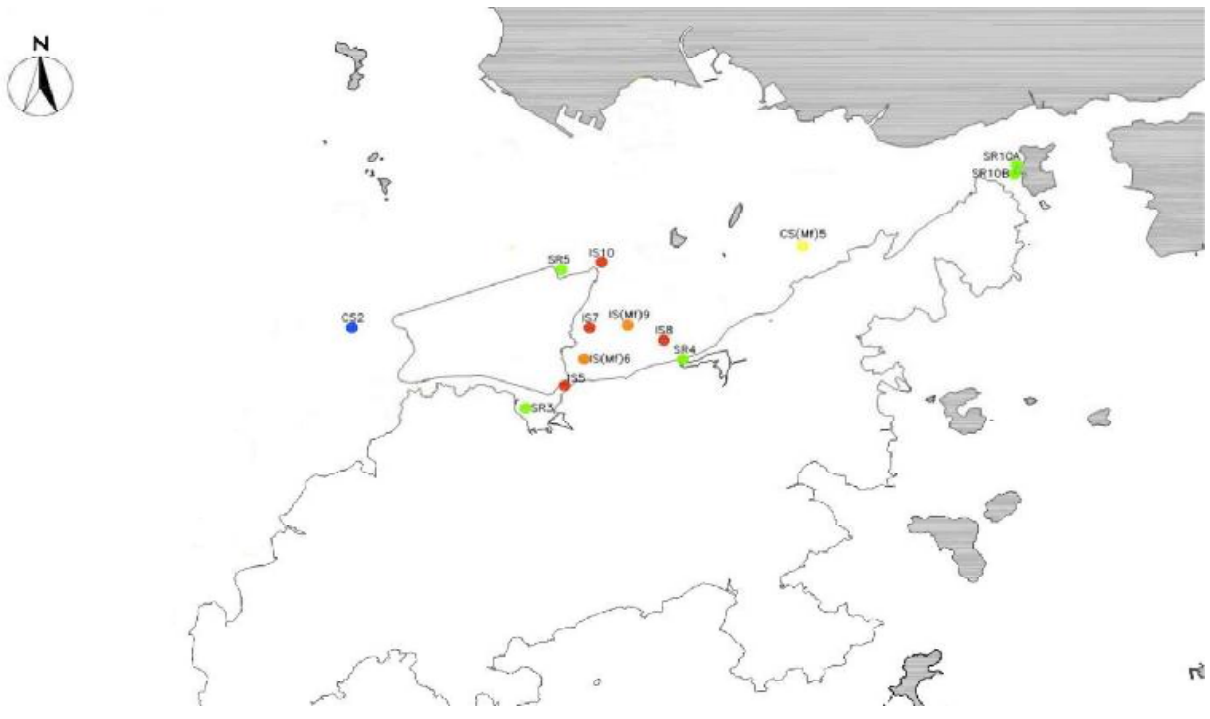 N
SR10A
SR10B
CS(Mf)5
IS10
SR5
CS2
IS7
IS(Mf)9
IS8
SR4
IS(Mf)6
IS5
SR3